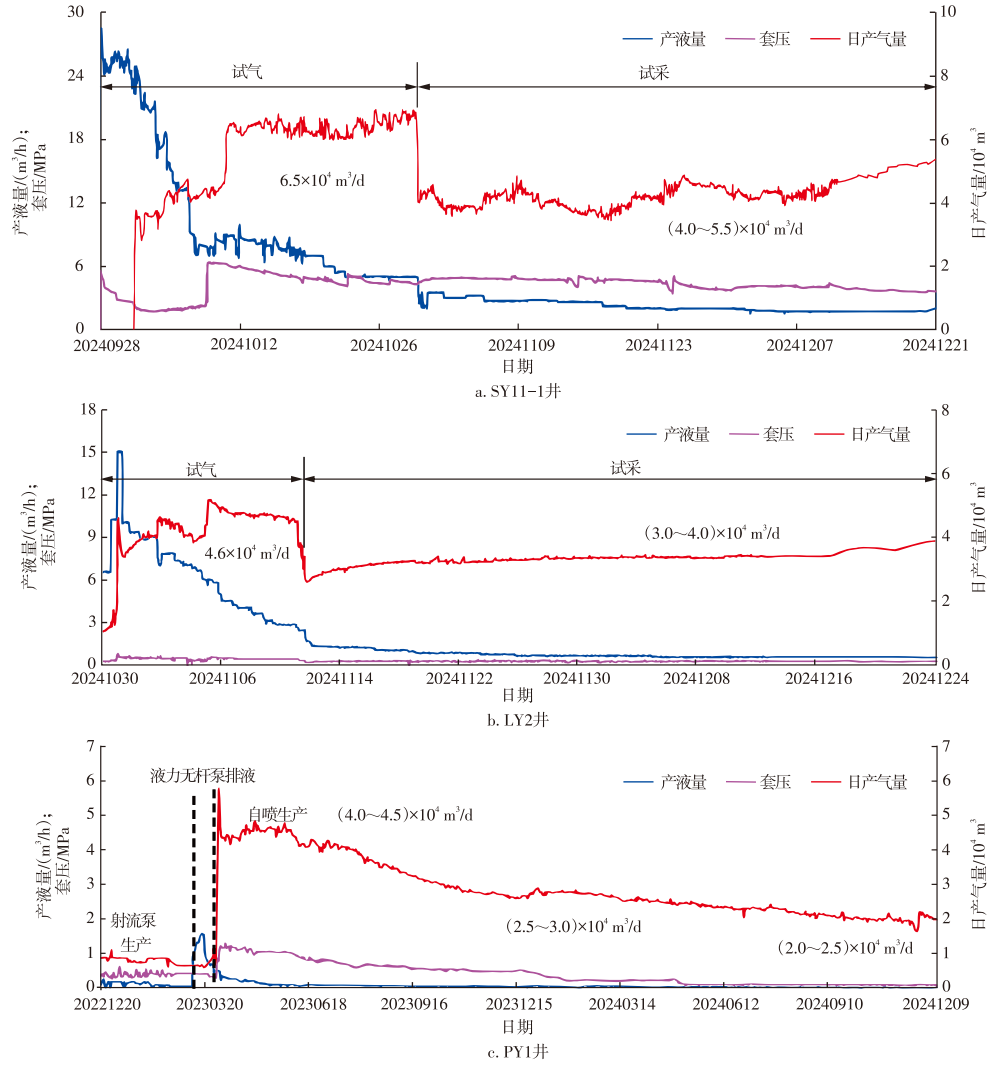 产液量/(m³/h);
套压/MPa
30
24
18
12
6
0
产液量 套压 日产气量
试气 试采
6.5×10⁴ m³/d
(4.0～5.5)×10⁴ m³/d
10
8
6
4
2
0
日产气量/10⁴ m³
20240928 20241012 20241026 20241109 20241123 20241207 20241221
日期
a. SY11-1井
产液量/(m³/h);
套压/MPa
18
15
12
9
6
3
0
产液量 套压 日产气量
试气 试采
4.6×10⁴ m³/d
(3.0～4.0)×10⁴ m³/d
8
6
4
2
0
日产气量/10⁴ m³
20241030 20241106 20241114 20241122 20241130 20241208 20241216 20241224
日期
b. LY2井
产液量/(m³/h);
套压/MPa
7
6
5
4
3
2
1
0
液力无杆泵排液
产液量 套压 日产气量
自喷生产 (4.0～4.5)×10⁴ m³/d
射流泵
生产
(2.5～3.0)×10⁴ m³/d
(2.0～2.5)×10⁴ m³/d
7
6
5
4
3
2
1
0
日产气量/10⁴ m³
20221220 20230320 20230618 20230916 20231215 20240314 20240612 20240910 20241209
日期
c. PY1井